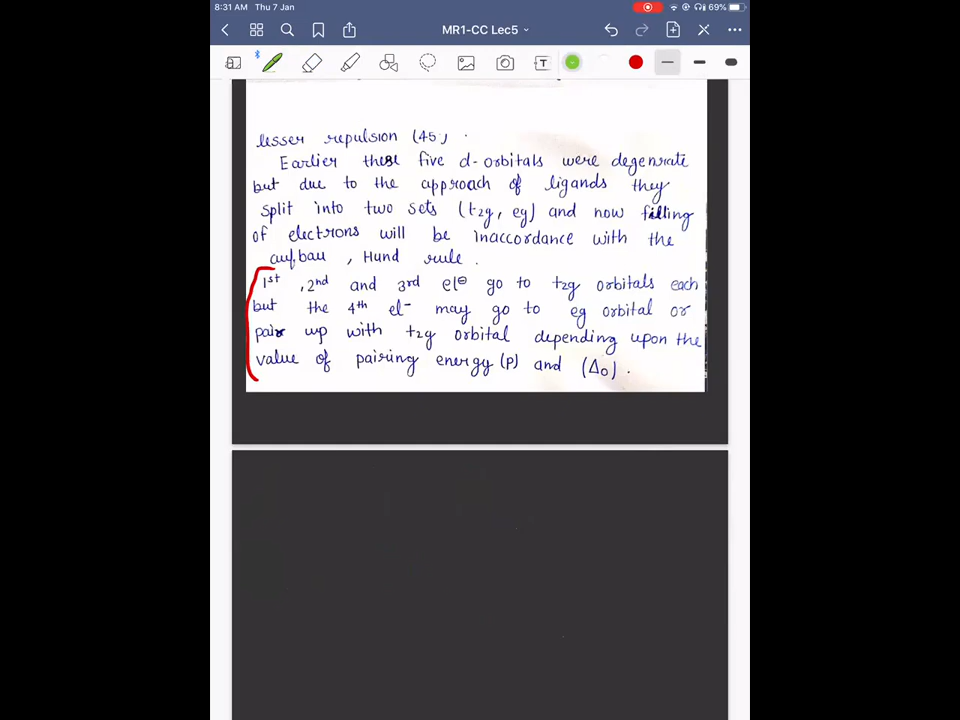 8:31 AM Thu 7 Jan
69%
MR1-CC Lec5
T
lesser repulsion (45°) .
Earlier these five d-orbitals were degenrate
but due to the approach of ligands they
split into two sets (t2g, eg) and now filling
of electrons will be inaccordance with the
aufbau , Hund rule .
1st , 2nd and 3rd el⊖ go to t2g orbitals each
but the 4th el- may go to eg orbital or
pair up with t2g orbital depending upon the
value of pairing energy (P) and (Δo) .